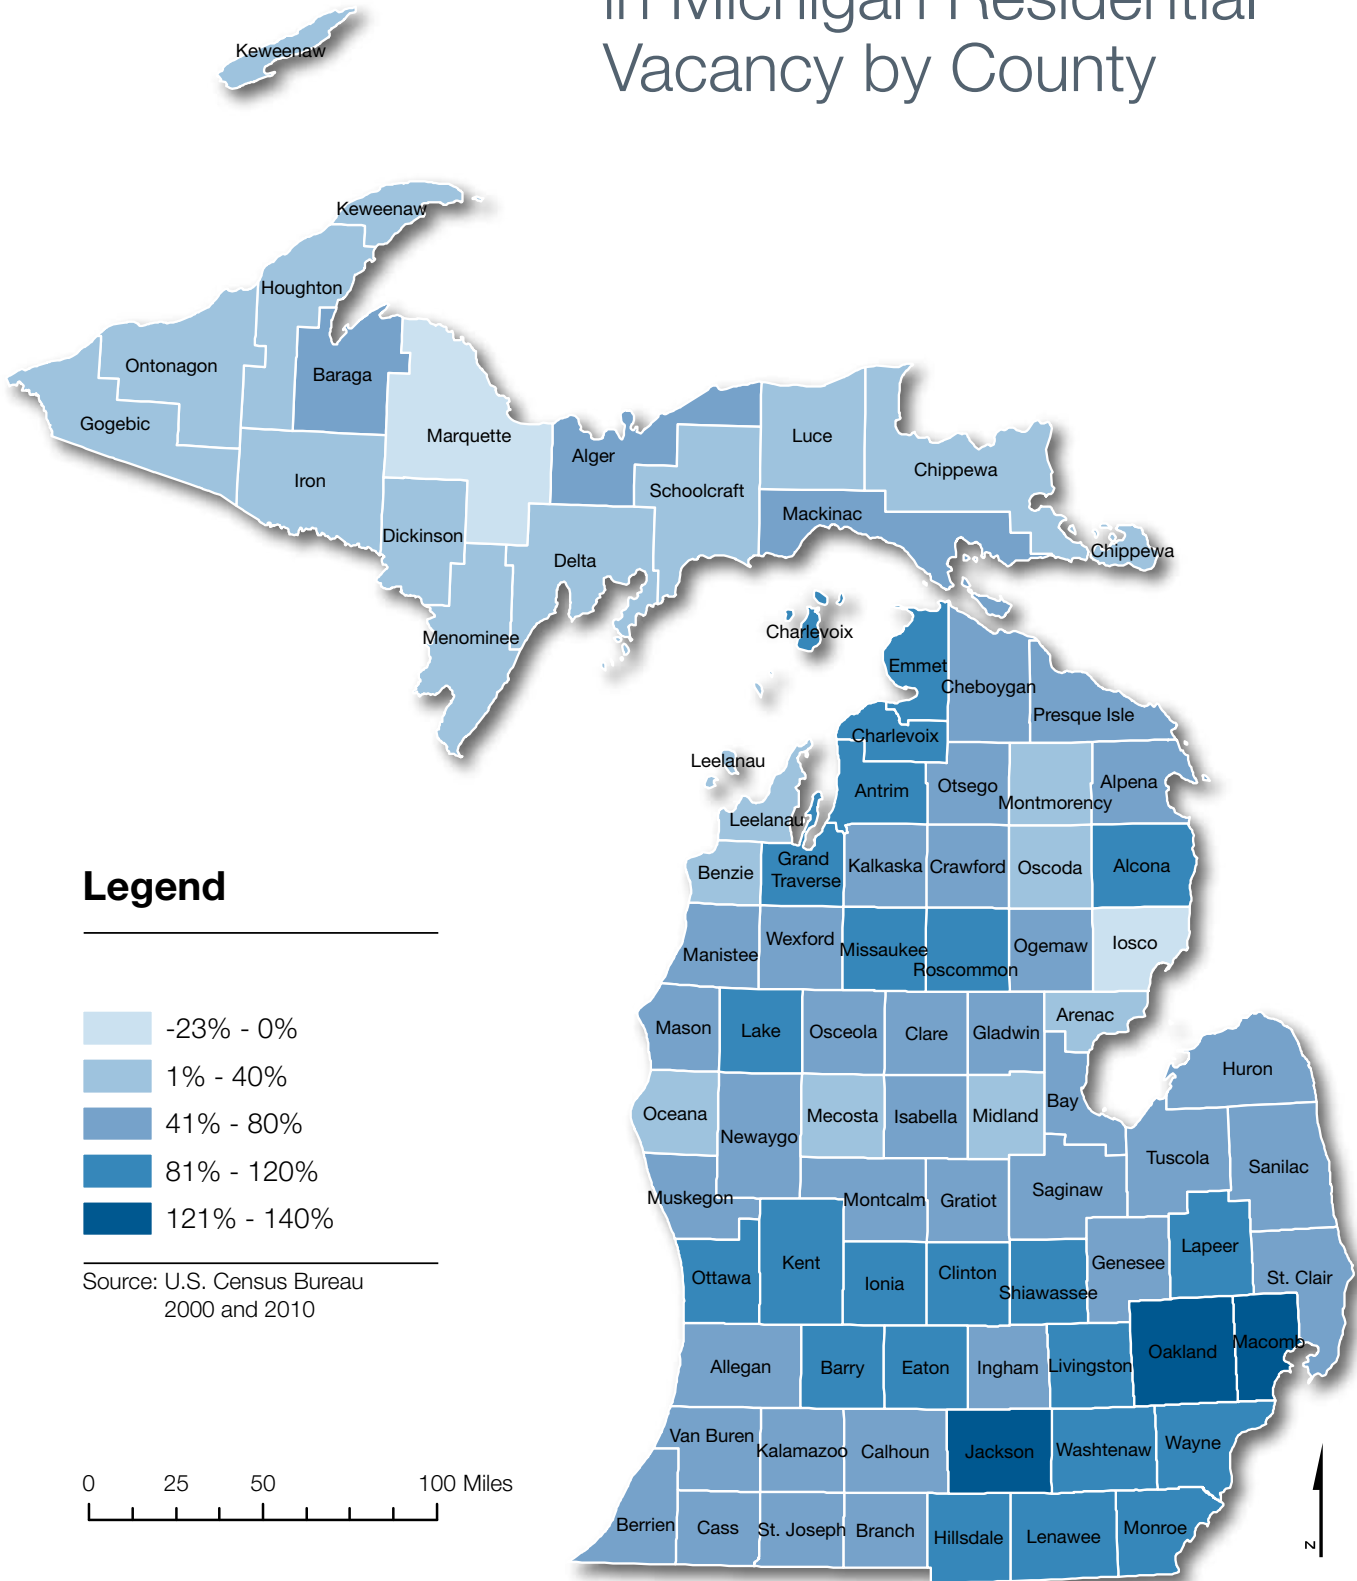 in Michigan Residential
Vacancy by County
Keweenaw
Keweenaw
Houghton
Ontonagon
Baraga
Gogebic
Marquette
Alger
Luce
Iron
Schoolcraft
Chippewa
Mackinac
Dickinson
Delta
Chippewa
Menominee
Charlevoix
Emmet
Cheboygan
Presque Isle
Charlevoix
Leelanau
Antrim
Otsego
Montmorency
Alpena
Leelanau
Benzie
Grand
Traverse
Kalkaska
Crawford
Oscoda
Alcona
Manistee
Wexford
Missaukee
Roscommon
Ogemaw
Iosco
Mason
Lake
Osceola
Clare
Gladwin
Arenac
Huron
Oceana
Newaygo
Mecosta
Isabella
Midland
Bay
Tuscola
Sanilac
Muskegon
Montcalm
Gratiot
Saginaw
Ottawa
Kent
Ionia
Clinton
Shiawassee
Genesee
Lapeer
St. Clair
Allegan
Barry
Eaton
Ingham
Livingston
Oakland
Macomb
Van Buren
Kalamazoo
Calhoun
Jackson
Washtenaw
Wayne
Berrien
Cass
St. Joseph
Branch
Hillsdale
Lenawee
Monroe
Legend
-23% - 0%
1% - 40%
41% - 80%
81% - 120%
121% - 140%
Source: U.S. Census Bureau
2000 and 2010
0 25 50 100 Miles
N